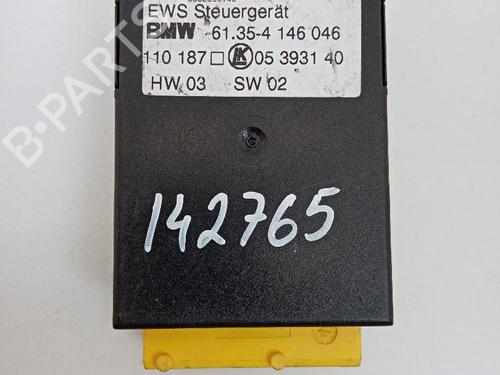 EWS Steuergerät
BMW 61.35-4 146 046
110 187 LK 05 3931 40
HW 03 SW 02
142765
B-PARTS